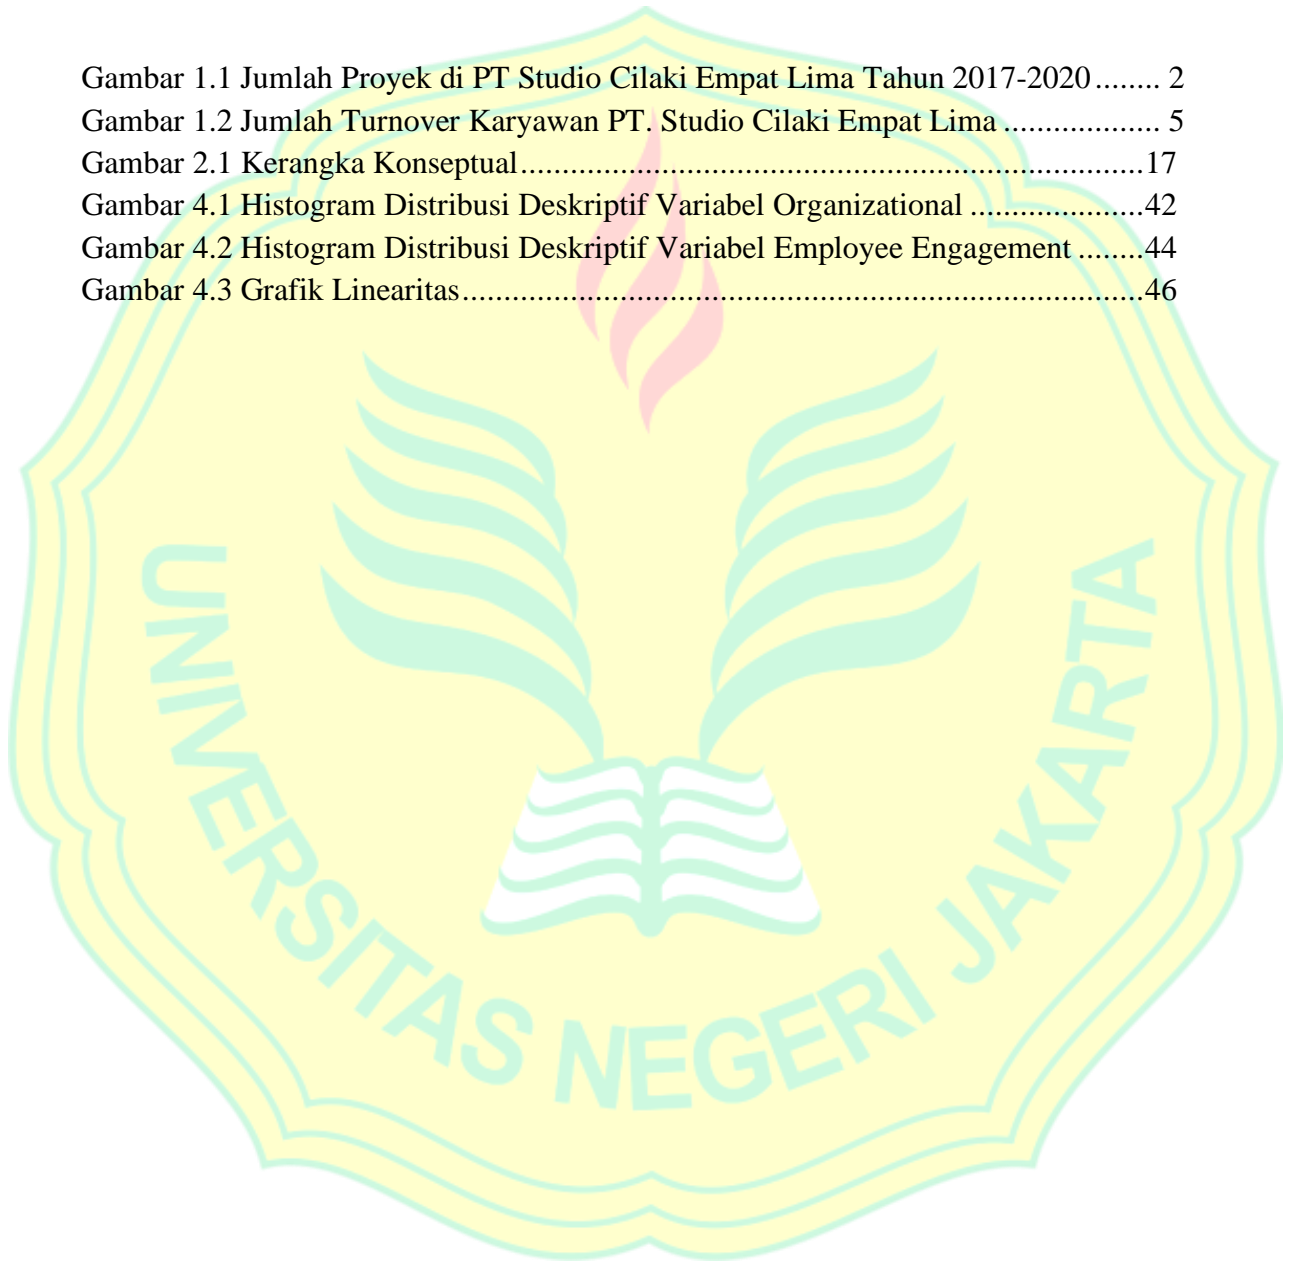 Gambar 1.1 Jumlah Proyek di PT Studio Cilaki Empat Lima Tahun 2017-2020........ 2
Gambar 1.2 Jumlah Turnover Karyawan PT. Studio Cilaki Empat Lima ................... 5
Gambar 2.1 Kerangka Konseptual...........................................................................17
Gambar 4.1 Histogram Distribusi Deskriptif Variabel Organizational .....................42
Gambar 4.2 Histogram Distribusi Deskriptif Variabel Employee Engagement ........44
Gambar 4.3 Grafik Linearitas..................................................................................46
UNIVERSITAS NEGERI JAKARTA